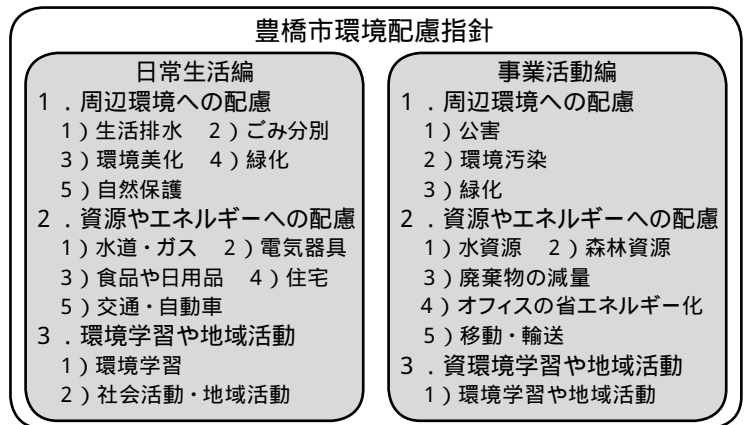 豊橋市環境配慮指針
日常生活編
１．周辺環境への配慮
１）生活排水　２）ごみ分別
３）環境美化　４）緑化
５）自然保護
２．資源やエネルギーへの配慮
１）水道・ガス　２）電気器具
３）食品や日用品　４）住宅
５）交通・自動車
３．環境学習や地域活動
１）環境学習
２）社会活動・地域活動
事業活動編
１．周辺環境への配慮
１）公害
２）環境汚染
３）緑化
２．資源やエネルギーへの配慮
１）水資源　２）森林資源
３）廃棄物の減量
４）オフィスの省エネルギー化
５）移動・輸送
３．資環境学習や地域活動
１）環境学習や地域活動